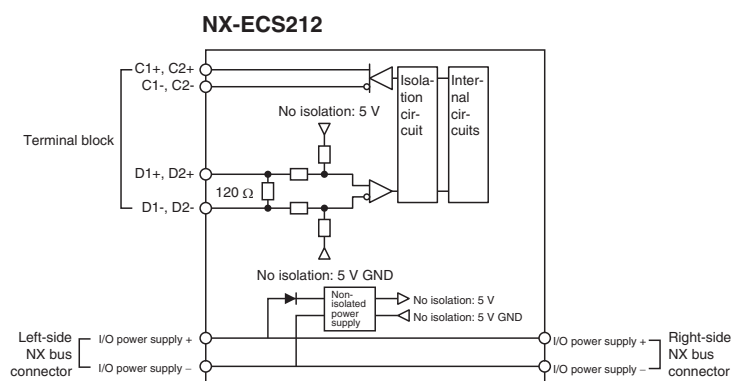 NX-ECS212
C1+, C2+
C1-, C2-
Isola-
tion
cir-
cuit
Inter-
nal
cir-
cuits
No isolation: 5 V
Terminal block
D1+, D2+
120 Ω
D1-, D2-
No isolation: 5 V GND
Non-
isolated
power
supply
No isolation: 5 V
No isolation: 5 V GND
Left-side
NX bus
connector
I/O power supply +
I/O power supply –
I/O power supply +
I/O power supply –
Right-side
NX bus
connector